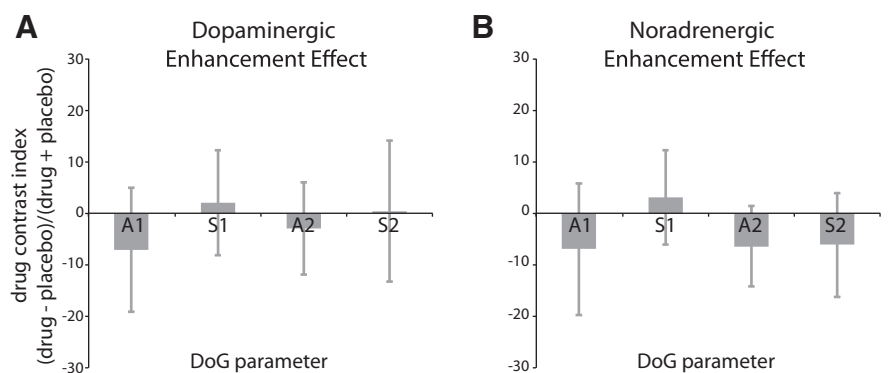 A
Dopaminergic
Enhancement Effect
drug contrast index
(drug - placebo)/(drug + placebo)
30
20
10
0
-10
-20
-30
A1
S1
A2
S2
DoG parameter
B
Noradrenergic
Enhancement Effect
30
20
10
0
-10
-20
-30
A1
S1
A2
S2
DoG parameter